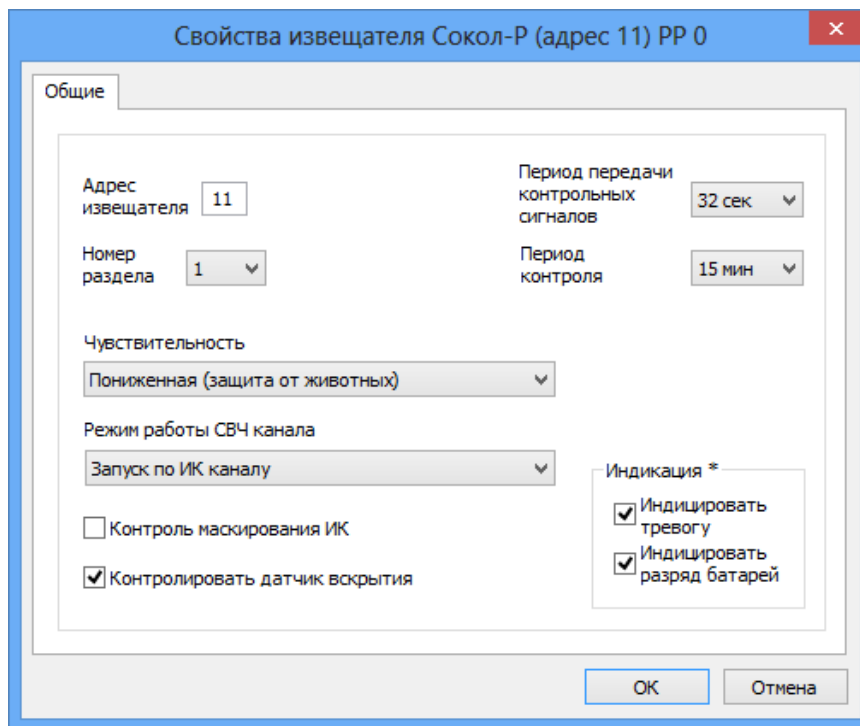 Свойства извещателя Сокол-Р (адрес 11) РР 0
Общие
Адрес
извещателя
11
Период передачи
контрольных
сигналов
32 сек
Номер
раздела
1
Период
контроля
15 мин
Чувствительность
Пониженная (защита от животных)
Режим работы СВЧ канала
Запуск по ИК каналу
Контроль маскирования ИК
Контролировать датчик вскрытия
Индикация *
Индицировать
тревогу
Индицировать
разряд батарей
ОК
Отмена